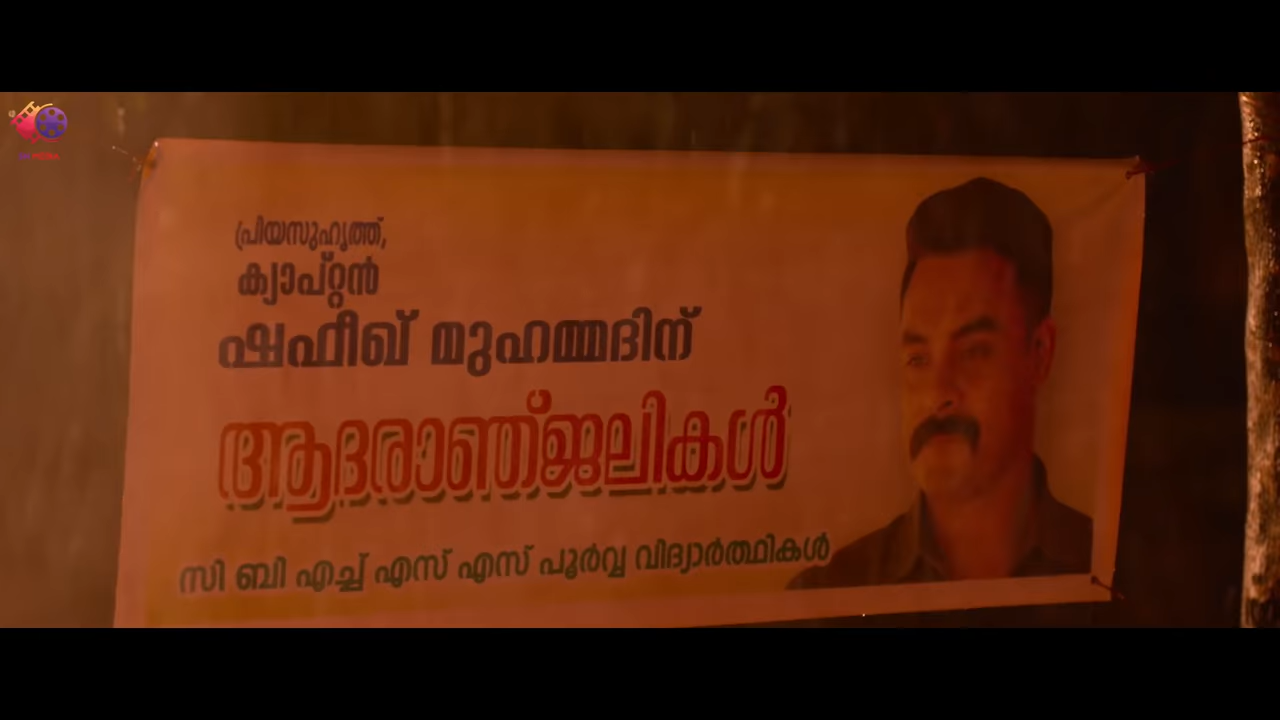 പ്രിയസുഹൃത്ത്,
ക്യാപ്റ്റൻ
ഷഫീഖ് മുഹമ്മദിന്
ആദരാഞ്ജലികൾ
സി ബി എച്ച് എസ് എസ് പൂർവ്വ വിദ്യാർത്ഥികൾ